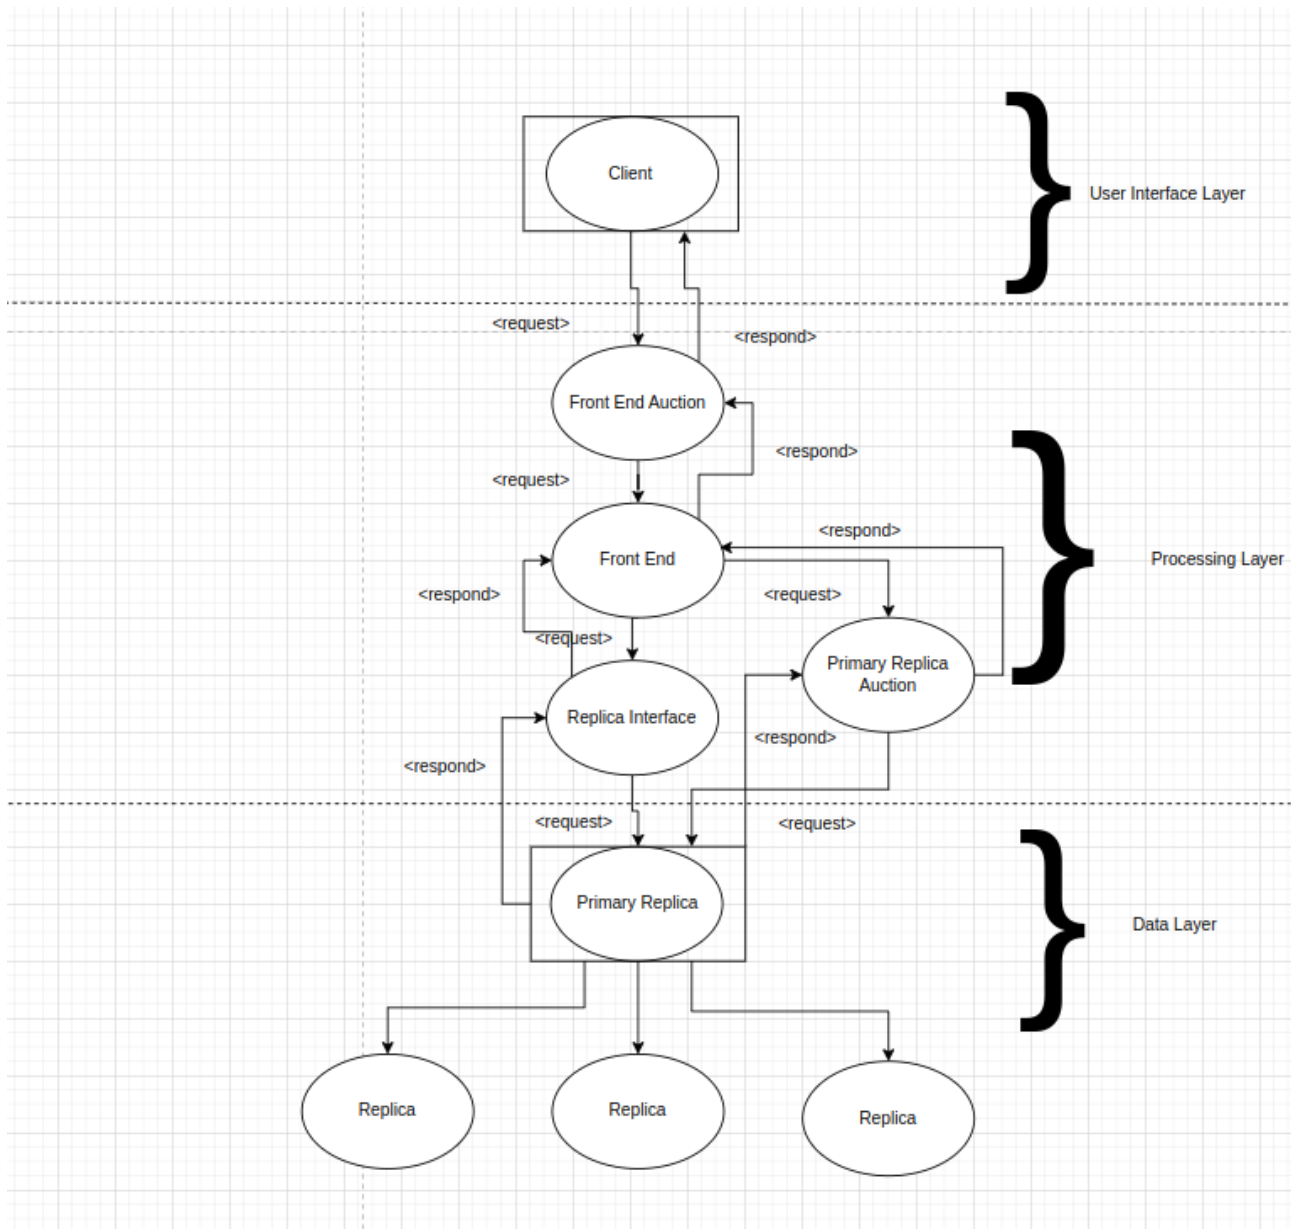 Client
User Interface Layer
<request>
<respond>
Front End Auction
<respond>
<request>
<respond>
Front End
Processing Layer
<respond>
<request>
<request>
Primary Replica
Auction
Replica Interface
<respond>
<respond>
<request>
<request>
Primary Replica
Data Layer
Replica
Replica
Replica